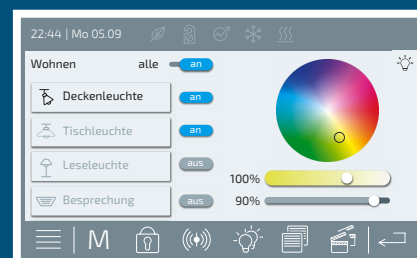 22:44 | Mo 05.09
Wohnen alle an
Deckenleuchte an
Tischleuchte an
Leseleuchte aus
Besprechung aus
100%
90%
M